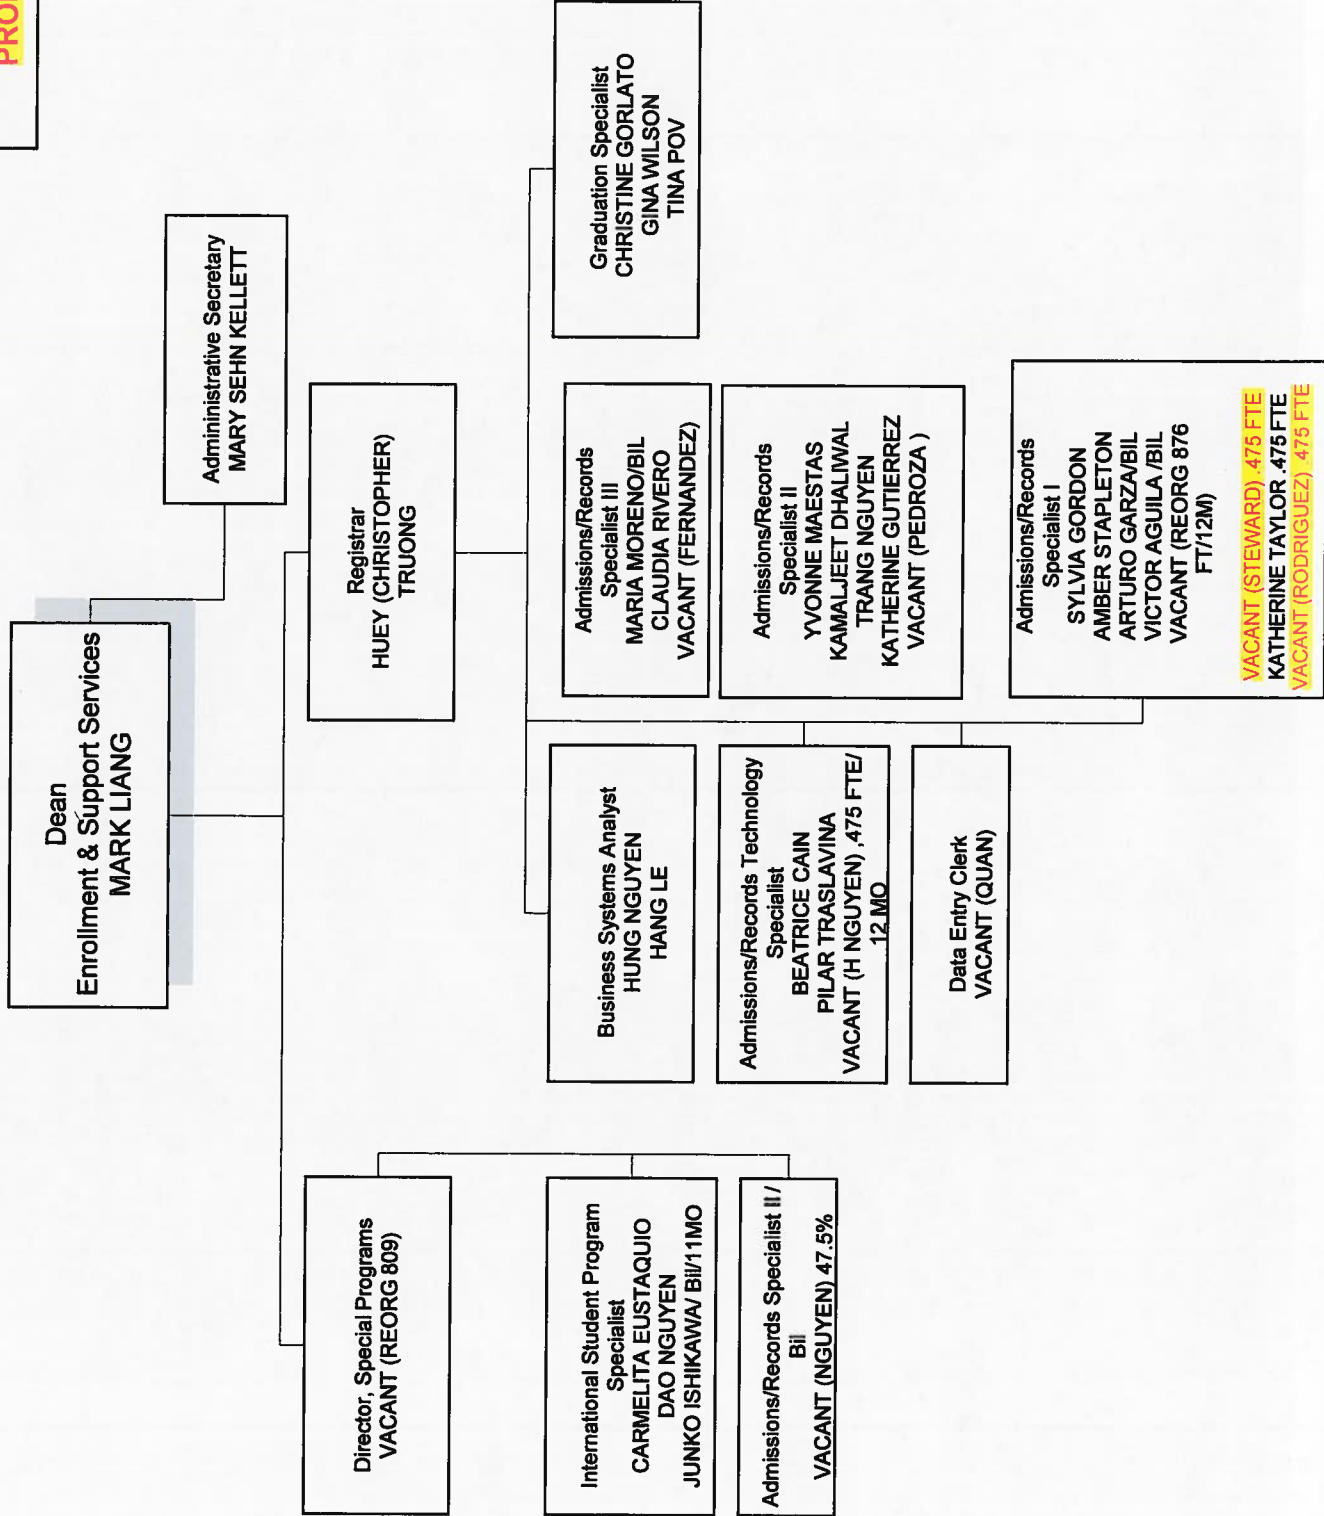 PROP
Dean
Enrollment & Support Services
MARK LIANG
Admininistrative Secretary
MARY SEHN KELLETT
Director, Special Programs
VACANT (REORG 809)
Registrar
HUEY (CHRISTOPHER)
TRUONG
International Student Program
Specialist
CARMELITA EUSTAQUIO
DAO NGUYEN
JUNKO ISHIKAWA/ Bil/11MO
Admissions/Records Specialist II /
Bil
VACANT (NGUYEN) 47.5%
Business Systems Analyst
HUNG NGUYEN
HANG LE
Admissions/Records Technology
Specialist
BEATRICE CAIN
PILAR TRASLAVINA
VACANT (H NGUYEN) ,475 FTE/
12 MO
Data Entry Clerk
VACANT (QUAN)
Admissions/Records
Specialist III
MARIA MORENO/BIL
CLAUDIA RIVERO
VACANT (FERNANDEZ)
Admissions/Records
Specialist II
YVONNE MAESTAS
KAMALJEET DHALIWAL
TRANG NGUYEN
KATHERINE GUTIERREZ
VACANT (PEDROZA )
Admissions/Records
Specialist I
SYLVIA GORDON
AMBER STAPLETON
ARTURO GARZA/BIL
VICTOR AGUILA /BIL
VACANT (REORG 876
FT/12M)
VACANT (STEWARD) .475 FTE
KATHERINE TAYLOR .475 FTE
VACANT (RODRIGUEZ) .475 FTE
Graduation Specialist
CHRISTINE GORLATO
GINA WILSON
TINA POV